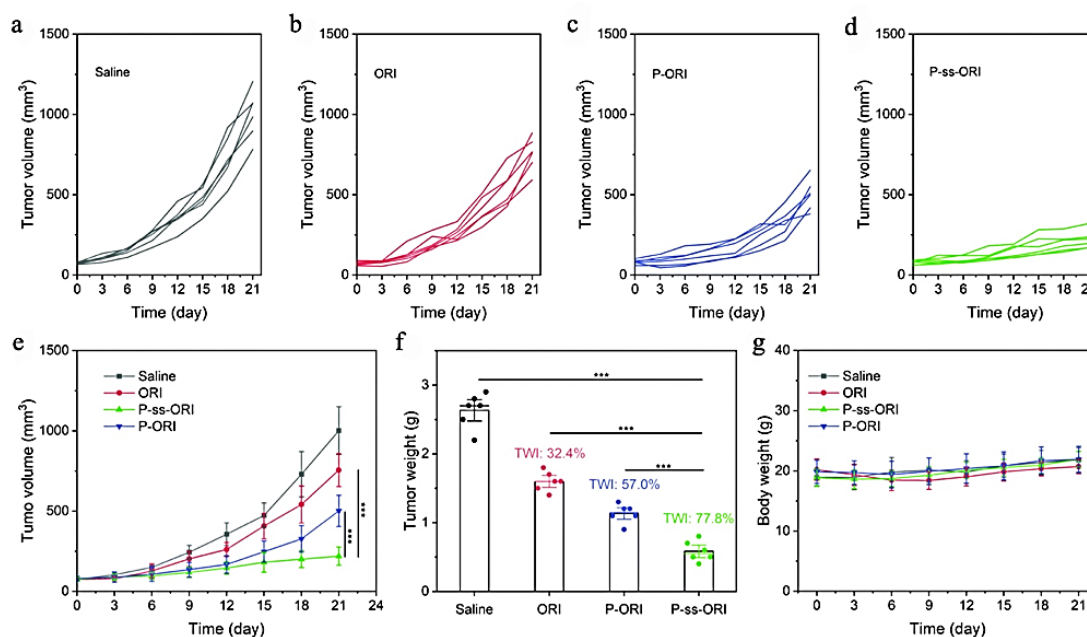 a
b
c
d
1500
1000
500
0
Tumor volume (mm³)
Saline
0 3 6 9 12 15 18 21
Time (day)
1500
1000
500
0
Tumor volume (mm³)
ORI
0 3 6 9 12 15 18 21
Time (day)
1500
1000
500
0
Tumor volume (mm³)
P-ORI
0 3 6 9 12 15 18 21
Time (day)
1500
1000
500
0
Tumor volume (mm³)
P-ss-ORI
0 3 6 9 12 15 18 21
Time (day)
e
1500
1000
500
0
Tumo volume (mm³)
Saline
ORI
P-ss-ORI
P-ORI
***
***
0 3 6 9 12 15 18 21 24
Time (day)
f
3
2
1
0
Tumor weight (g)
***
***
***
TWI: 32.4%
TWI: 57.0%
TWI: 77.8%
Saline ORI P-ORI P-ss-ORI
g
40
30
20
10
0
Body weight (g)
Saline
ORI
P-ss-ORI
P-ORI
0 3 6 9 12 15 18 21
Time (day)